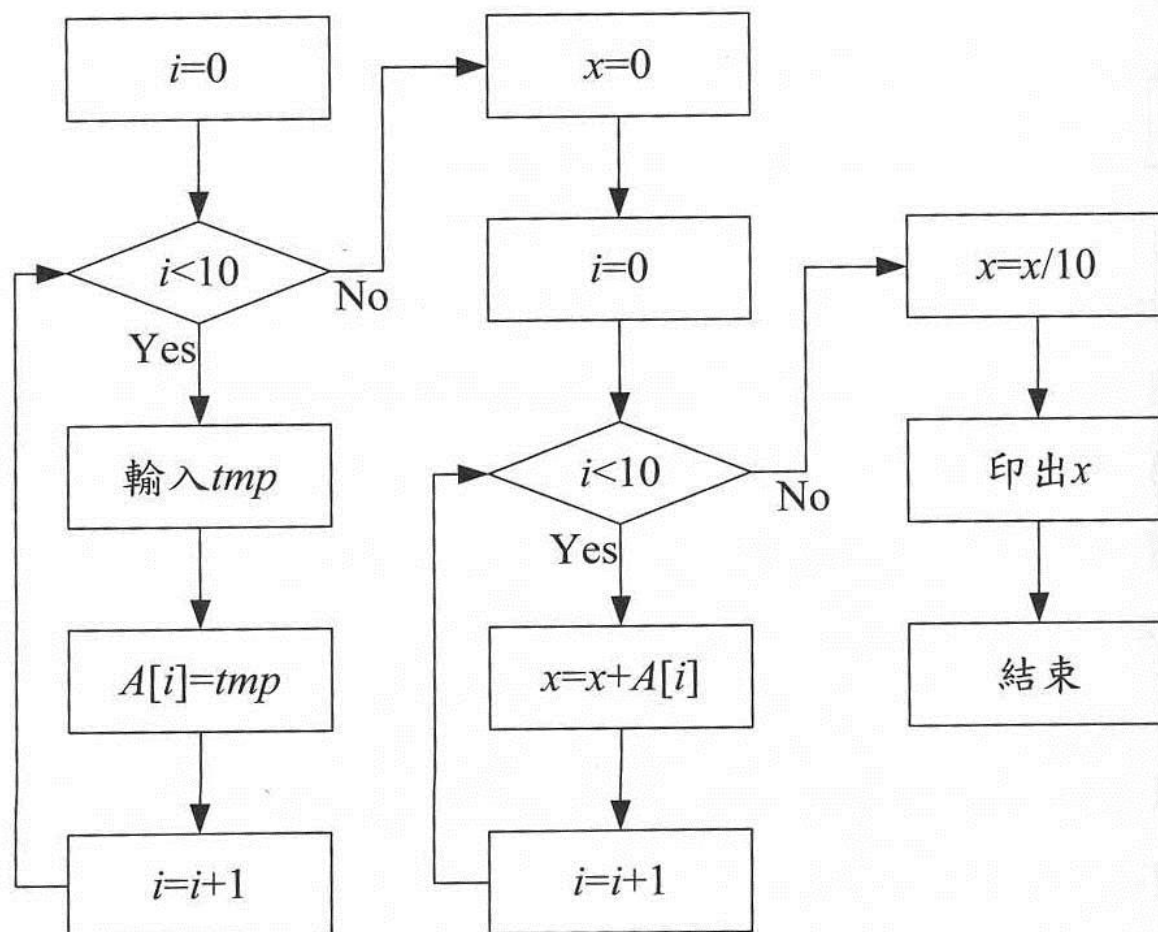 i=0
i<10
No
Yes
輸入tmp
A[i]=tmp
i=i+1
x=0
i=0
i<10
No
Yes
x=x+A[i]
i=i+1
x=x/10
印出x
結束